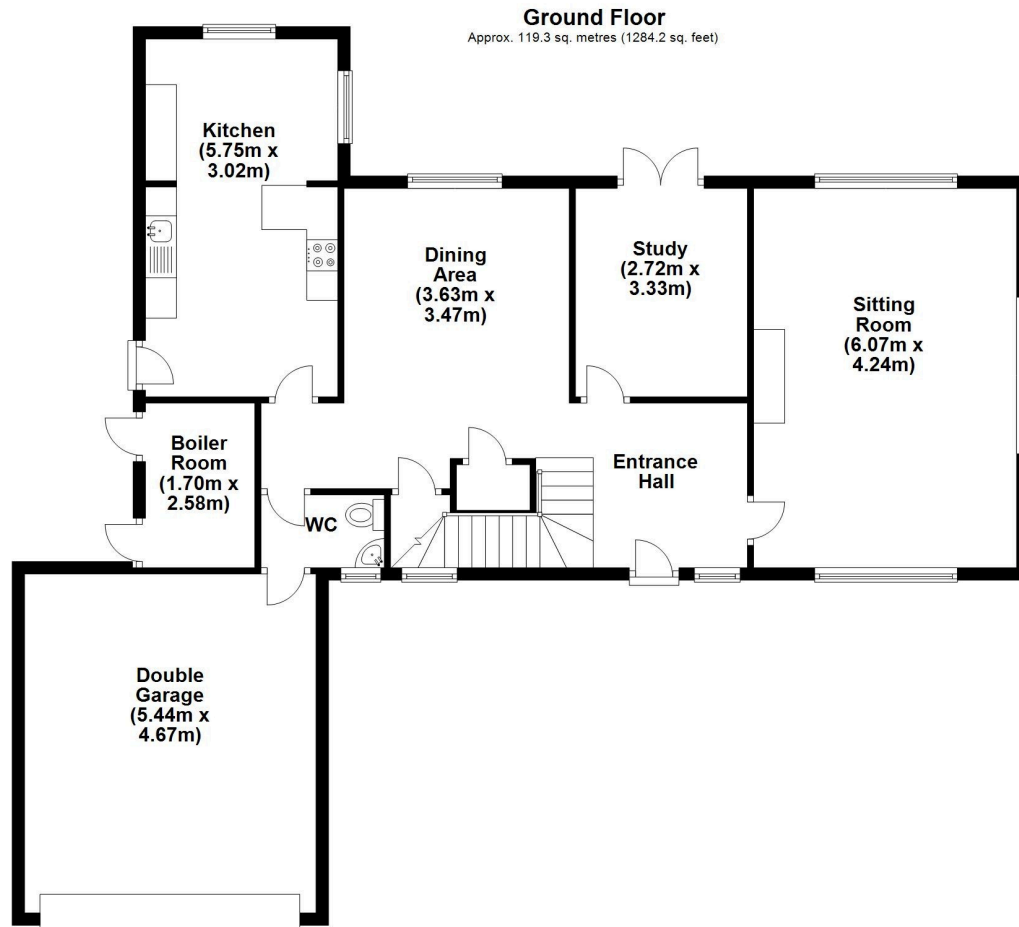 Ground Floor
Approx. 119.3 sq. metres (1284.2 sq. feet)
Kitchen
(5.75m x
3.02m)
Dining
Area
(3.63m x
3.47m)
Study
(2.72m x
3.33m)
Sitting
Room
(6.07m x
4.24m)
Boiler
Room
(1.70m x
2.58m)
WC
Entrance
Hall
Double
Garage
(5.44m x
4.67m)